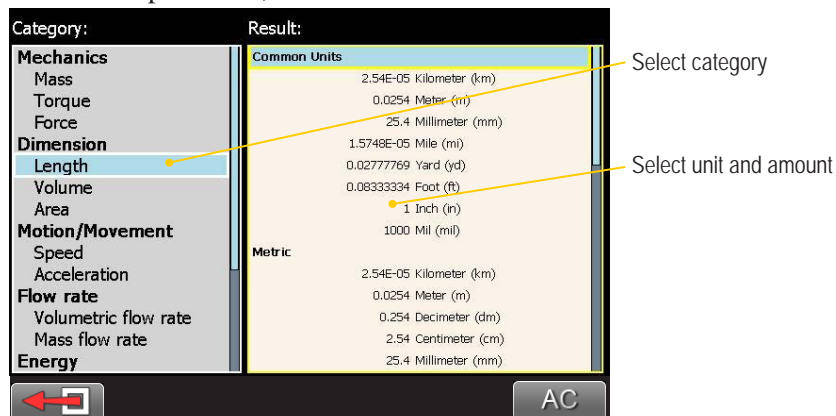 Category:
Mechanics
Mass
Torque
Force
Dimension
Length
Volume
Area
Motion/Movement
Speed
Acceleration
Flow rate
Volumetric flow rate
Mass flow rate
Energy
Result:
Common Units
2.54E-05 Kilometer (km)
0.0254 Meter (m)
25.4 Millimeter (mm)
1.5748E-05 Mile (mi)
0.02777769 Yard (yd)
0.08333334 Foot (ft)
1 Inch (in)
1000 Mil (mil)
Metric
2.54E-05 Kilometer (km)
0.0254 Meter (m)
0.254 Decimeter (dm)
2.54 Centimeter (cm)
25.4 Millimeter (mm)
AC
Select category
Select unit and amount